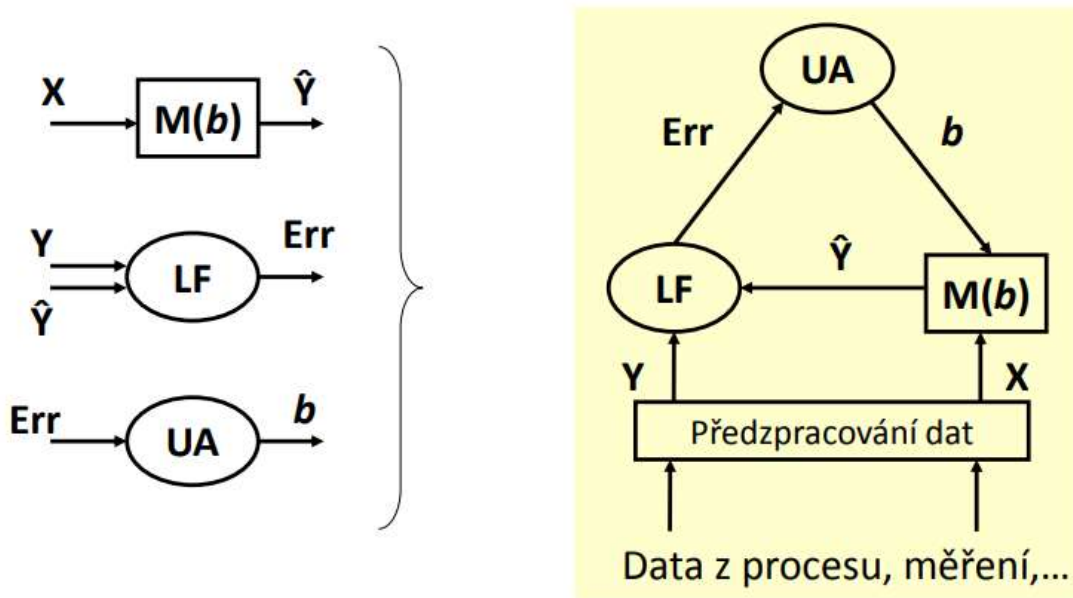 X
M(b)
Ŷ
Y
Ŷ
LF
Err
Err
UA
b
UA
Err
b
LF
Ŷ
M(b)
Y
X
Předzpracování dat
Data z procesu, měření,...